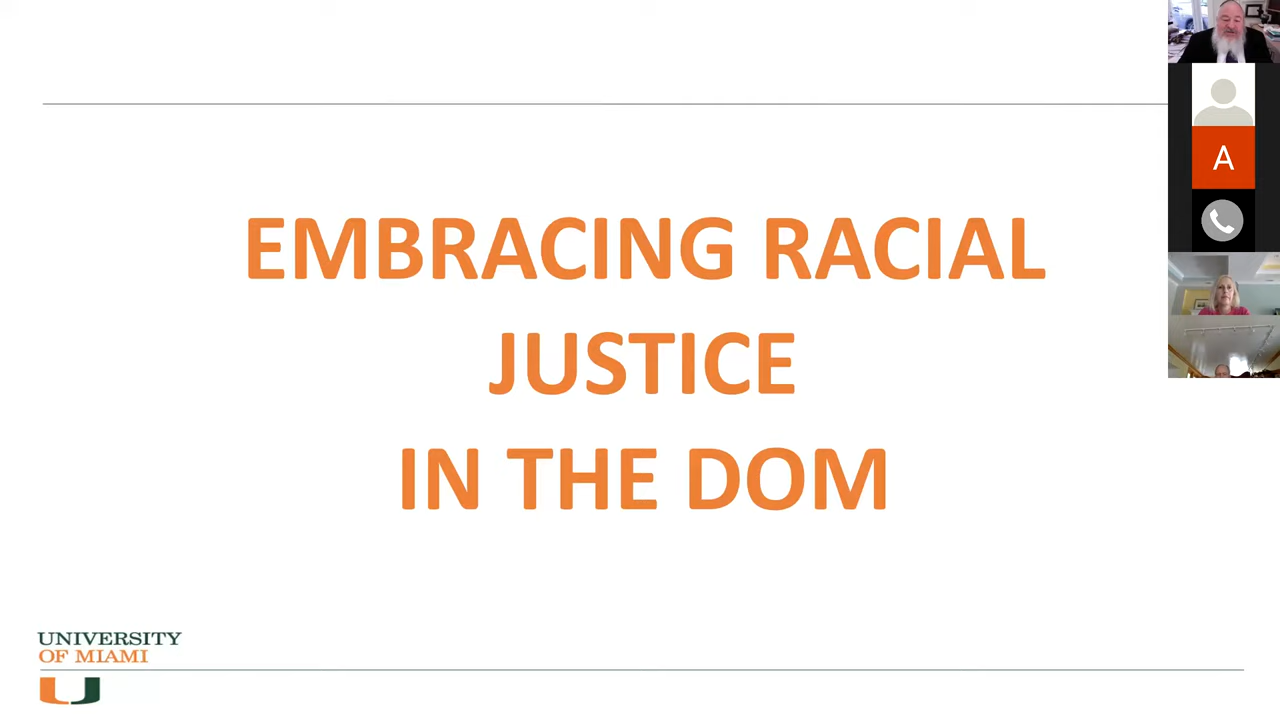 A
EMBRACING RACIAL
JUSTICE
IN THE DOM
UNIVERSITY
OF MIAMI